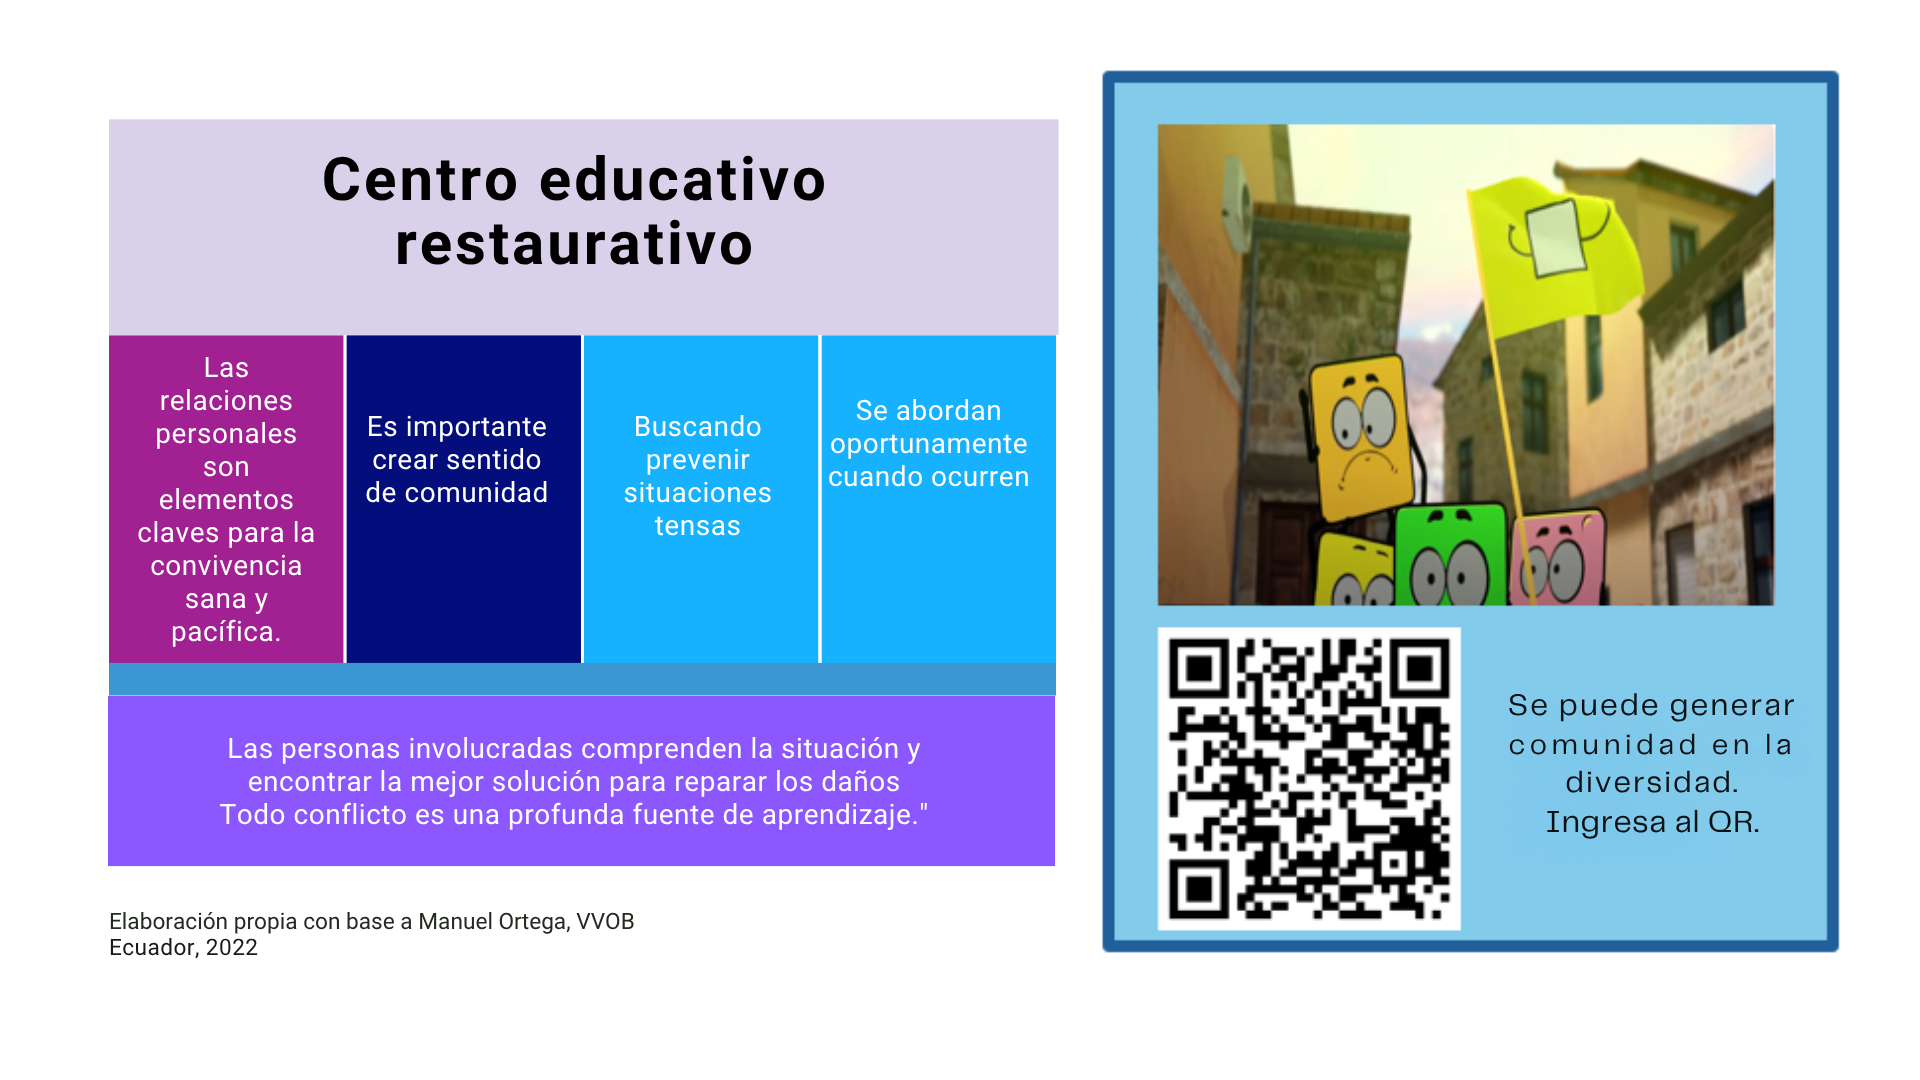 Centro educativo
restaurativo
Las
relaciones
personales
son
elementos
claves para la
convivencia
sana y
pacífica.
Es importante
crear sentido
de comunidad
Buscando
prevenir
situaciones
tensas
Se abordan
oportunamente
cuando ocurren
Las personas involucradas comprenden la situación y
encontrar la mejor solución para reparar los daños
Todo conflicto es una profunda fuente de aprendizaje."
Elaboración propia con base a Manuel Ortega, VVOB
Ecuador, 2022
Se puede generar
comunidad en la
diversidad.
Ingresa al QR.